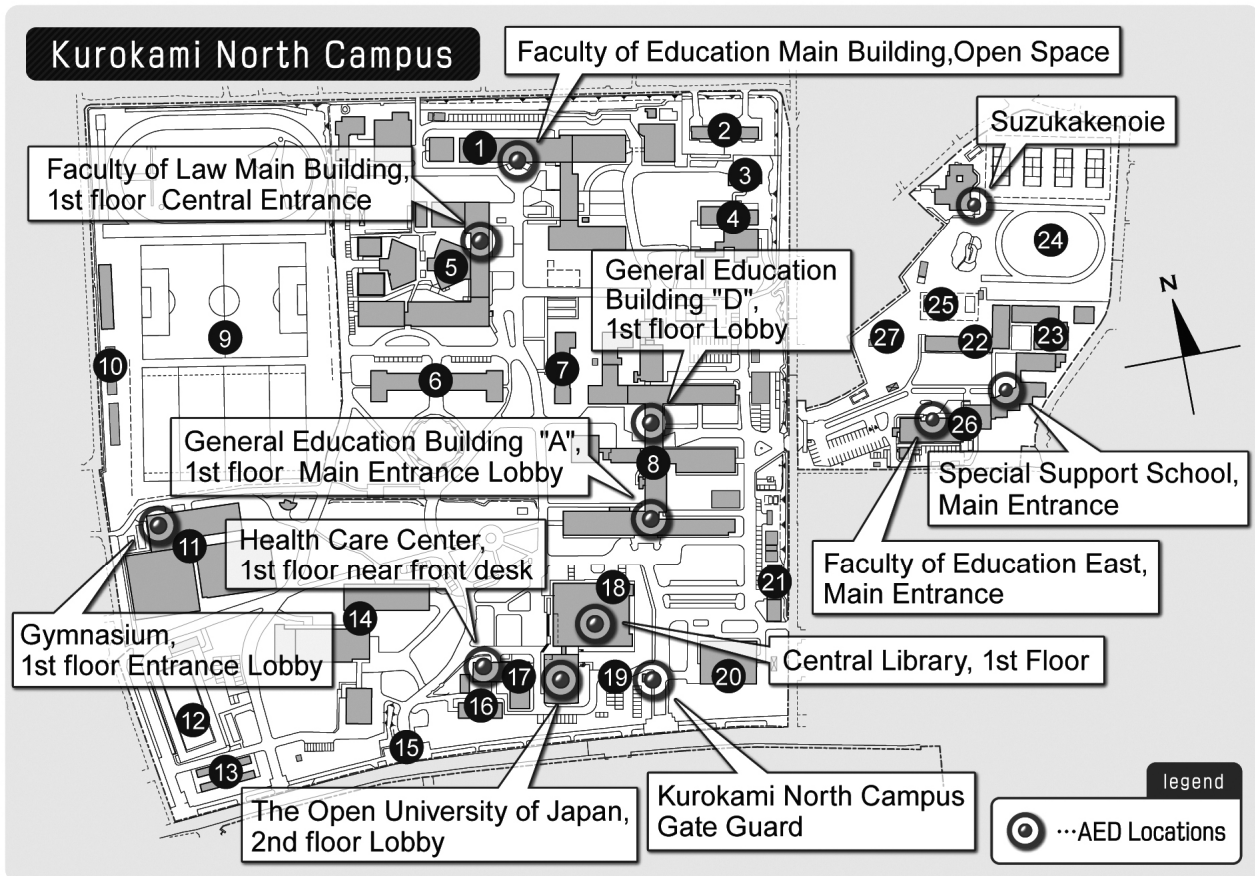 Kurokami North Campus
Faculty of Education Main Building,Open Space
Suzukakenoie
Faculty of Law Main Building,
1st floor Central Entrance
General Education
Building "D",
1st floor Lobby
General Education Building "A",
1st floor Main Entrance Lobby
Health Care Center,
1st floor near front desk
Gymnasium,
1st floor Entrance Lobby
Special Support School,
Main Entrance
Faculty of Education East,
Main Entrance
Central Library, 1st Floor
The Open University of Japan,
2nd floor Lobby
Kurokami North Campus
Gate Guard
N
1
2
3
4
5
6
7
8
9
10
11
12
13
14
15
16
17
18
19
20
21
22
23
24
25
26
27
legend
···AED Locations